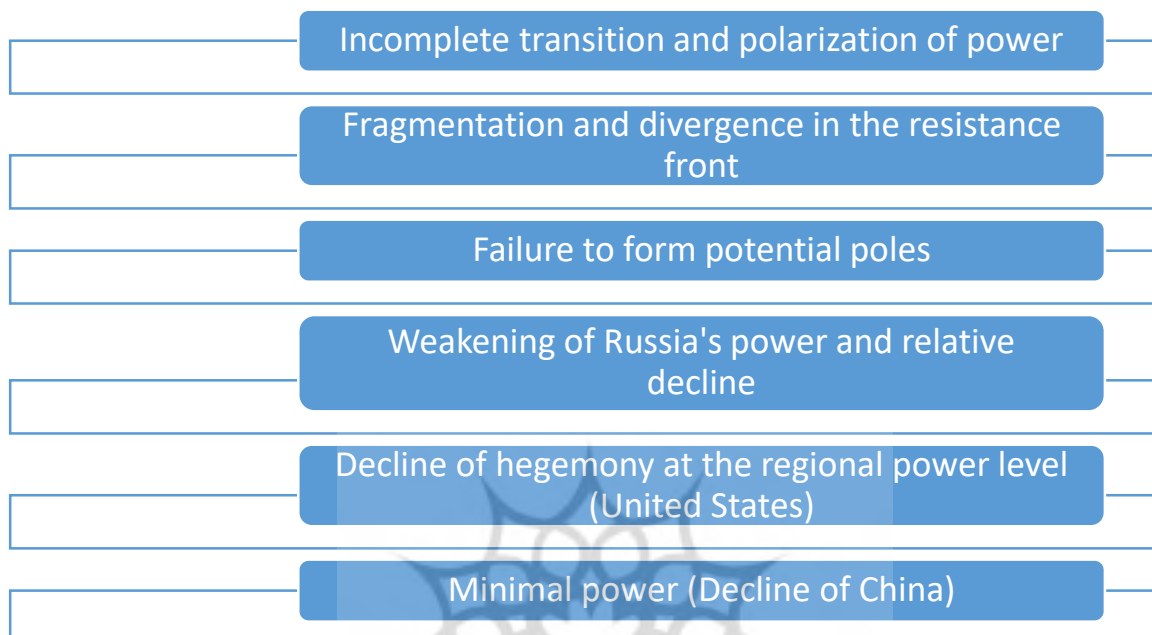 Incomplete transition and polarization of power
Fragmentation and divergence in the resistance
front
Failure to form potential poles
Weakening of Russia's power and relative
decline
Decline of hegemony at the regional power level
(United States)
Minimal power (Decline of China)